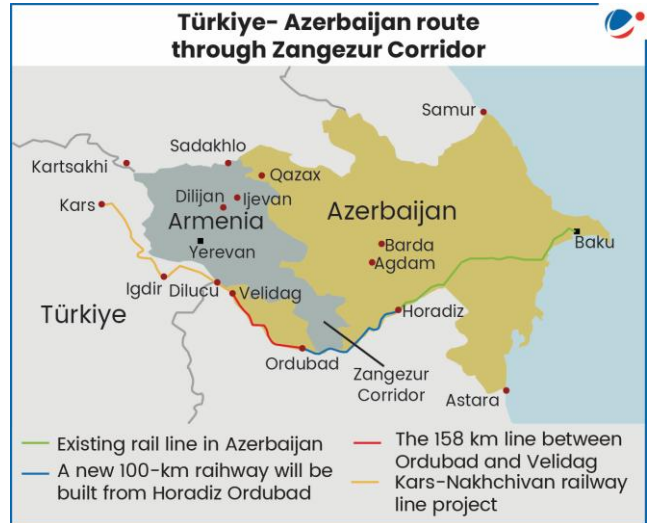 Türkiye- Azerbaijan route
through Zangezur Corridor
Samur
Sadakhlo
Kartsakhi
Qazax
Kars
Dilijan
Ijevan
Armenia
Azerbaijan
Yerevan
Barda
Baku
Agdam
Igdir
Dilucu
Velidag
Horadiz
Türkiye
Ordubad
Zangezur
Corridor
Astara
Existing rail line in Azerbaijan
A new 100-km raihway will be
built from Horadiz Ordubad
The 158 km line between
Ordubad and Velidag
Kars-Nakhchivan railway
line project